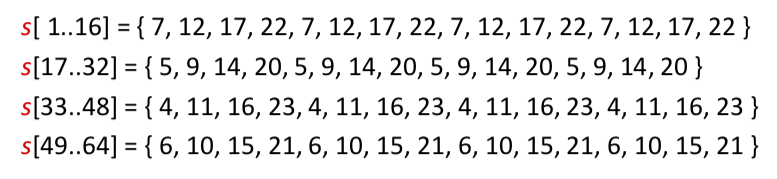 s[ 1..16] = { 7, 12, 17, 22, 7, 12, 17, 22, 7, 12, 17, 22, 7, 12, 17, 22 }
s[17..32] = { 5, 9, 14, 20, 5, 9, 14, 20, 5, 9, 14, 20, 5, 9, 14, 20 }
s[33..48] = { 4, 11, 16, 23, 4, 11, 16, 23, 4, 11, 16, 23, 4, 11, 16, 23 }
s[49..64] = { 6, 10, 15, 21, 6, 10, 15, 21, 6, 10, 15, 21, 6, 10, 15, 21 }